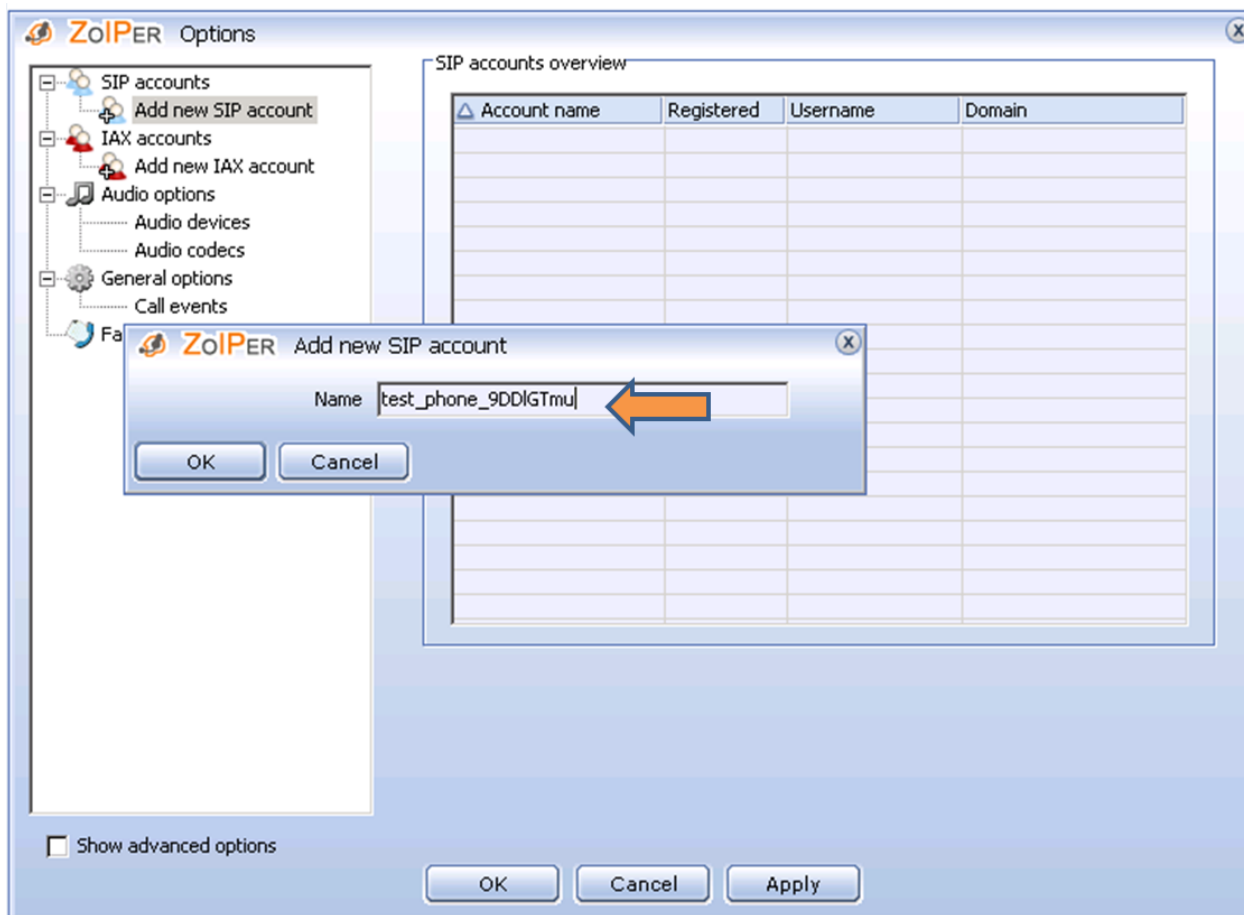 ZoIPER Options
SIP accounts
Add new SIP account
IAX accounts
Add new IAX account
Audio options
Audio devices
Audio codecs
General options
Call events
Fa
SIP accounts overview
Account name Registered Username Domain
ZoIPER Add new SIP account
Name test_phone_9DDlGTmu
OK Cancel
Show advanced options
OK Cancel Apply